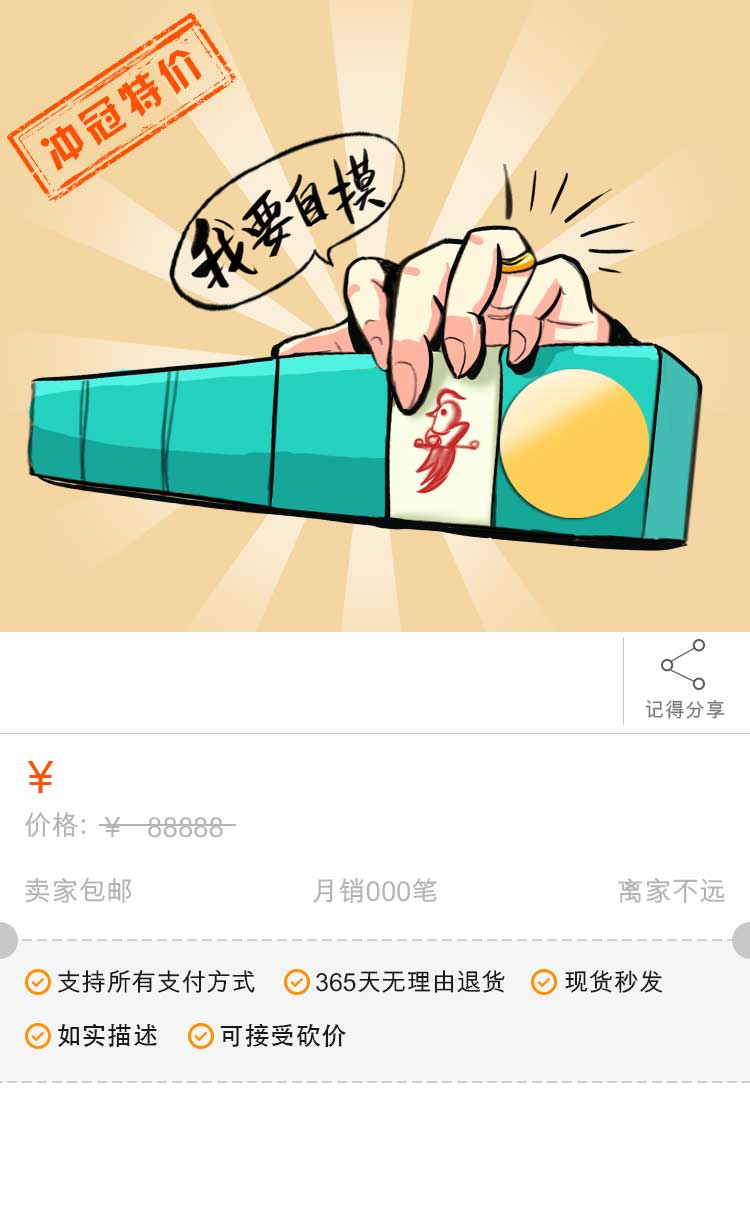 冲冠特价
我要自摸
记得分享
¥
价格: ¥ 88888
卖家包邮 月销000笔 离家不远
支持所有支付方式 365天无理由退货 现货秒发
如实描述 可接受砍价